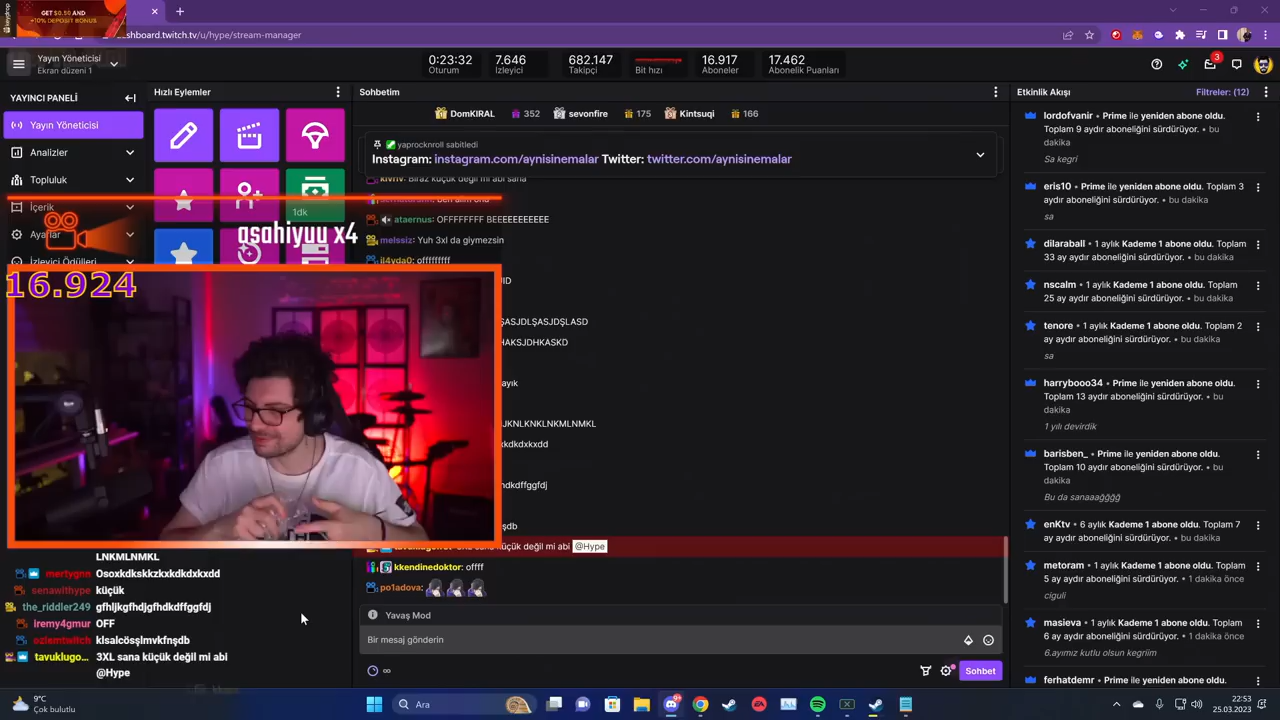 GET $0.50 AND
+10% DEPOSIT BONUS
keydrop
dashboard.twitch.tv/u/hype/stream-manager
Yayın Yöneticisi
Ekran düzeni 1
0:23:32
Oturum
7.646
İzleyici
682.147
Takipçi
Bit hızı
16.917
Aboneler
17.462
Abonelik Puanları
3
YAYINCI PANELİ
Yayın Yöneticisi
Analizler
Topluluk
İçerik
Ayarlar
İzleyici Ödülleri
Hızlı Eylemler
1dk
asahiyuu x4
16.924
LNKMLNMKL
mertygnn Osoxkdkskkzkxkdkdxkxdd
senawithype küçük
the_riddler249 gfhljkgfhdjgfhdkdffggfdj
iremy4gmur OFF
ozlemtwitch klsalcösşlmvkfnşdb
tavuklugo... 3XL sana küçük değil mi abi
@Hype
Sohbetim
DomKIRAL 352
sevonfire 175
Kintsuqi 166
yaprocknroll sabitledi
Instagram: instagram.com/aynisinemalar Twitter: twitter.com/aynisinemalar
ataernus: OFFFFFFFF BEEEEEEEEEEE
melssiz: Yuh 3xl da giymezsin
il4yda0: offfffffff
küçük değil mi abi @Hype
kkendinedoktor: offff
po1adova:
Yavaş Mod
Bir mesaj gönderin
Sohbet
Etkinlik Akışı
Filtreler: (12)
lordofvanir • Prime ile yeniden abone oldu.
Toplam 9 aydır aboneliğini sürdürüyor. • bu
dakika
Sa kegri
eris10 • Prime ile yeniden abone oldu. Toplam 3
aydır aboneliğini sürdürüyor. • bu dakika
sa
dilaraball • 1 aylık Kademe 1 abone oldu. Toplam
33 ay aydır aboneliğini sürdürüyor. • bu dakika
nscalm • 1 aylık Kademe 1 abone oldu. Toplam
25 ay aydır aboneliğini sürdürüyor. • bu dakika
tenore • 1 aylık Kademe 1 abone oldu. Toplam 2
ay aydır aboneliğini sürdürüyor. • bu dakika
sa
harrybooo34 • Prime ile yeniden abone oldu.
Toplam 13 aydır aboneliğini sürdürüyor. • bu
dakika
1 yılı devirdik
barisben_ • Prime ile yeniden abone oldu.
Toplam 10 aydır aboneliğini sürdürüyor. • bu
dakika
Bu da sanaaağğğğ
enKtv • 6 aylık Kademe 1 abone oldu. Toplam 7
ay aydır aboneliğini sürdürüyor. • bu dakika
metoram • 1 aylık Kademe 1 abone oldu. Toplam
5 ay aydır aboneliğini sürdürüyor. • 1 dakika önce
ciguli
masieva • 1 aylık Kademe 1 abone oldu. Toplam
6 ay aydır aboneliğini sürdürüyor. • 1 dakika önce
6.ayımız kutlu olsun kegriim
ferhatdemr • Prime ile yeniden abone oldu.
9°C
Çok bulutlu
Ara
22:53
25.03.2023